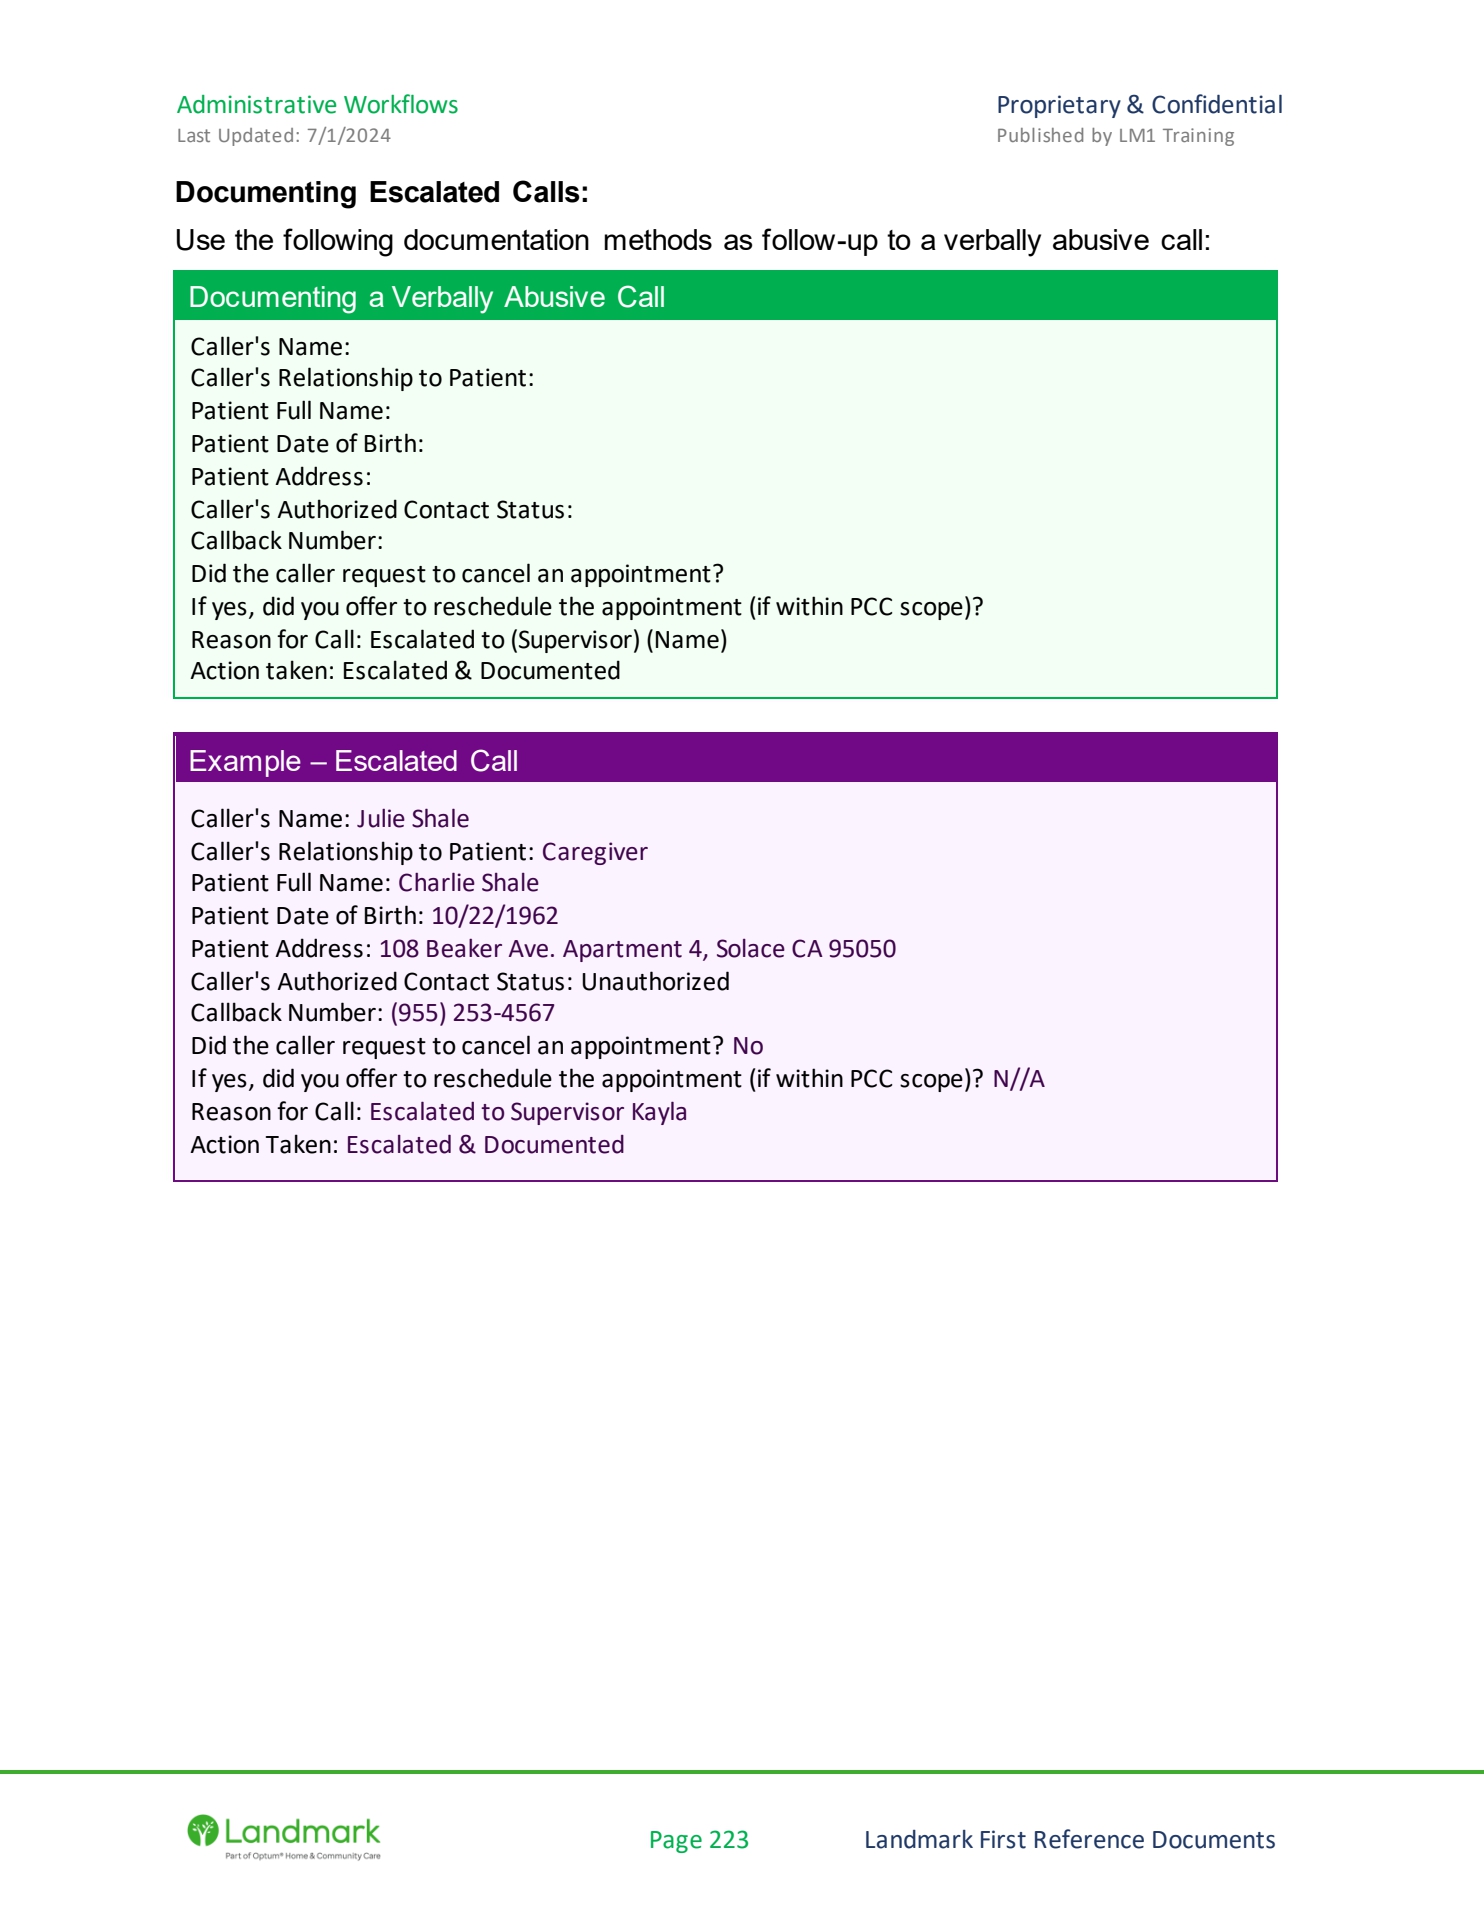 Administrative Workflows
Proprietary & Confidential
Last Updated: 7/1/2024
Published by LM1 Training
Documenting Escalated Calls:
Use the following documentation methods as follow-up to a verbally abusive call:
Documenting a Verbally Abusive Call
Caller's Name:
Caller's Relationship to Patient:
Patient Full Name:
Patient Date of Birth:
Patient Address:
Caller's Authorized Contact Status:
Callback Number:
Did the caller request to cancel an appointment?
If yes, did you offer to reschedule the appointment (if within PCC scope)?
Reason for Call: Escalated to (Supervisor) (Name)
Action taken: Escalated & Documented
Example – Escalated Call
Caller's Name: Julie Shale
Caller's Relationship to Patient: Caregiver
Patient Full Name: Charlie Shale
Patient Date of Birth: 10/22/1962
Patient Address: 108 Beaker Ave. Apartment 4, Solace CA 95050
Caller's Authorized Contact Status: Unauthorized
Callback Number: (955) 253-4567
Did the caller request to cancel an appointment? No
If yes, did you offer to reschedule the appointment (if within PCC scope)? N//A
Reason for Call: Escalated to Supervisor Kayla
Action Taken: Escalated & Documented
Landmark
Part of Optum® Home & Community Care
Page 223
Landmark First Reference Documents